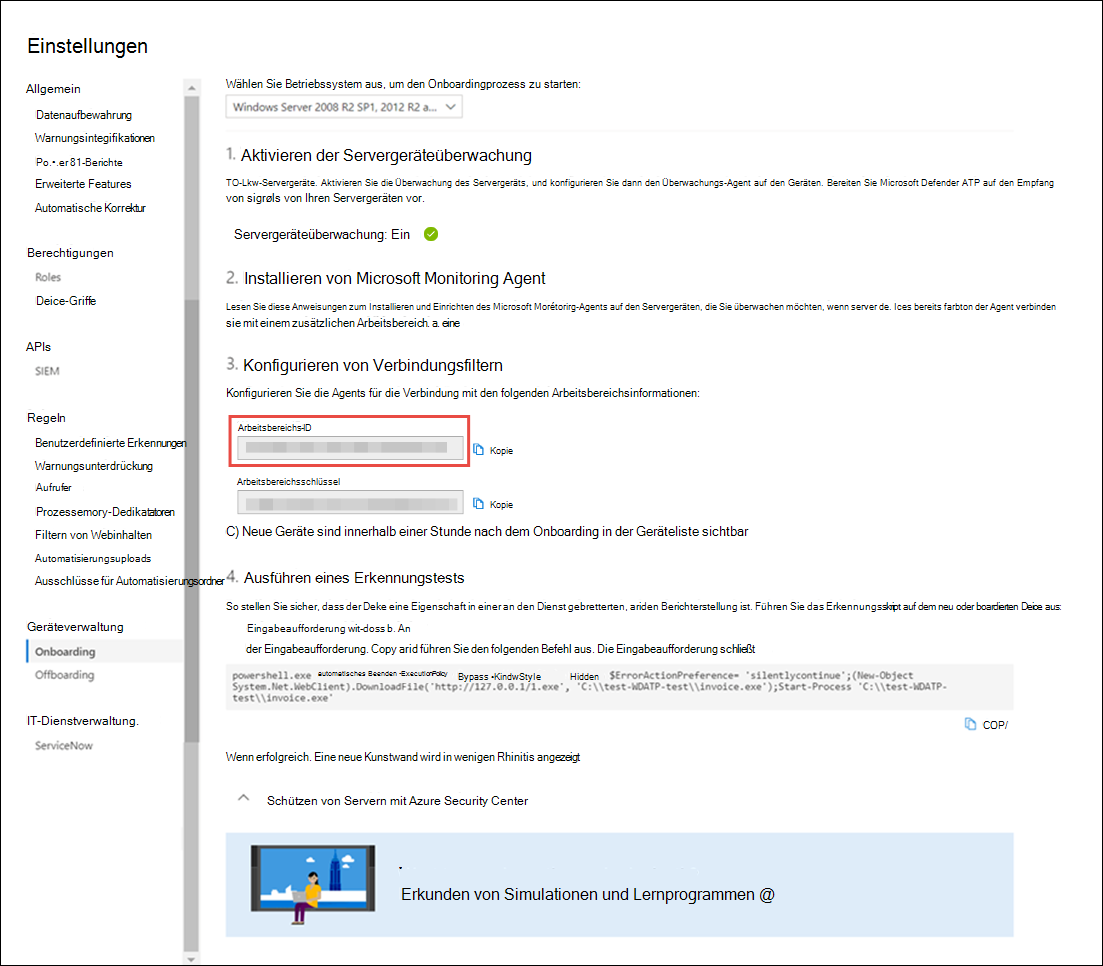 Einstellungen
Allgemein
Datenaufbewahrung
Warnungsintegifikationen
Po.•.er81-Berichte
Erweiterte Features
Automatische Korrektur
Berechtigungen
Roles
Deice-Griffe
APIs
SIEM
Regeln
Benutzerdefinierte Erkennungen
Warnungsunterdrückung
Aufrufer
Prozessemory-Dedikatatoren
Filtern von Webinhalten
Automatisierungsuploads
Ausschlüsse für Automatisierungsordner
Geräteverwaltung
Onboarding
Offboarding
IT-Dienstverwaltung.
ServiceNow
Wählen Sie Betriebssystem aus, um den Onboardingprozess zu starten:
Windows Server 2008 R2 SP1, 2012 R2 a...
1. Aktivieren der Servergeräteüberwachung
TO-Lkw-Servergeräte. Aktivieren Sie die Überwachung des Servergeräts, und konfigurieren Sie dann den Überwachungs-Agent auf den Geräten. Bereiten Sie Microsoft Defender ATP auf den Empfang
von sigrøls von Ihren Servergeräten vor.
Servergeräteüberwachung: Ein
2. Installieren von Microsoft Monitoring Agent
Lesen Sie diese Anweisungen zum Installieren und Einrichten des Microsoft Morétörirg-Agents auf den Servergeräten, die Sie überwachen möchten, wenn server de. Ices bereits farbton der Agent verbinden
sie mit einem zusätzlichen Arbeitsbereich. a. eine
3. Konfigurieren von Verbindungsfiltern
Konfigurieren Sie die Agents für die Verbindung mit den folgenden Arbeitsbereichsinformationen:
Arbeitsbereichs-ID
Kopie
Arbeitsbereichsschlüssel
Kopie
C) Neue Geräte sind innerhalb einer Stunde nach dem Onboarding in der Geräteliste sichtbar
4. Ausführen eines Erkennungstests
So stellen Sie sicher, dass der Deke eine Eigenschaft in einer an den Dienst gebretterten, ariden Berichterstellung ist. Führen Sie das Erkennungsskript auf dem neu oder boardierten Deice aus:
Eingabeaufforderung wit-doss b. An
der Eingabeaufforderung. Copy arid führen Sie den folgenden Befehl aus. Die Eingabeaufforderung schließt
powershell.exe automatisches Beenden -ExecutionPolicy Bypass •KindwStyle Hidden $ErrorActionPreference= 'silentlycontinue';(New-Object
System.Net.WebClient).DownloadFile('http://127.0.0.1/1.exe', 'C:\\test-WDATP-test\\invoice.exe');Start-Process 'C:\\test-WDATP-
test\\invoice.exe'
COP/
Wenn erfolgreich. Eine neue Kunstwand wird in wenigen Rhinitis angezeigt
Schützen von Servern mit Azure Security Center
Erkunden von Simulationen und Lernprogrammen @